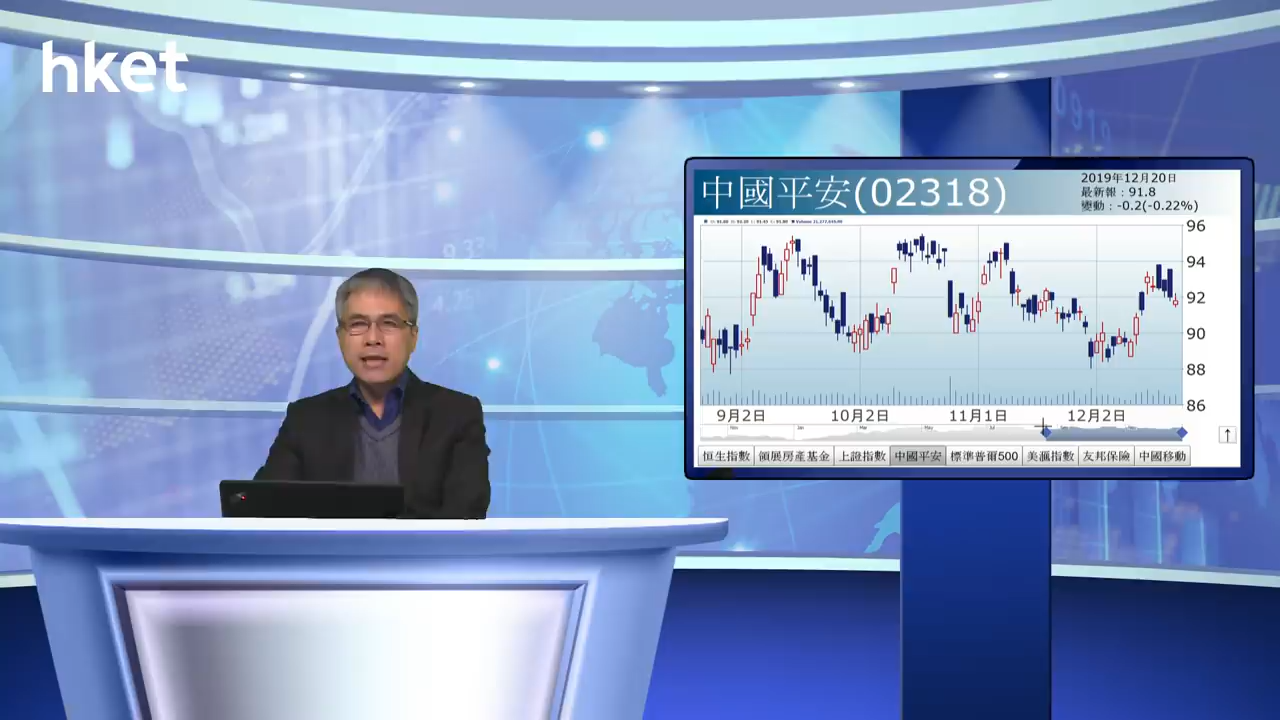 hket
中國平安(02318)
2019年12月20日
最新報：91.8
變動：-0.2(-0.22%)
96
94
92
90
88
86
9月2日 10月2日 11月1日 12月2日
恒生指數 領展房產基金 上證指數 中國平安 標準普爾500 美滙指數 友邦保險 中國移動